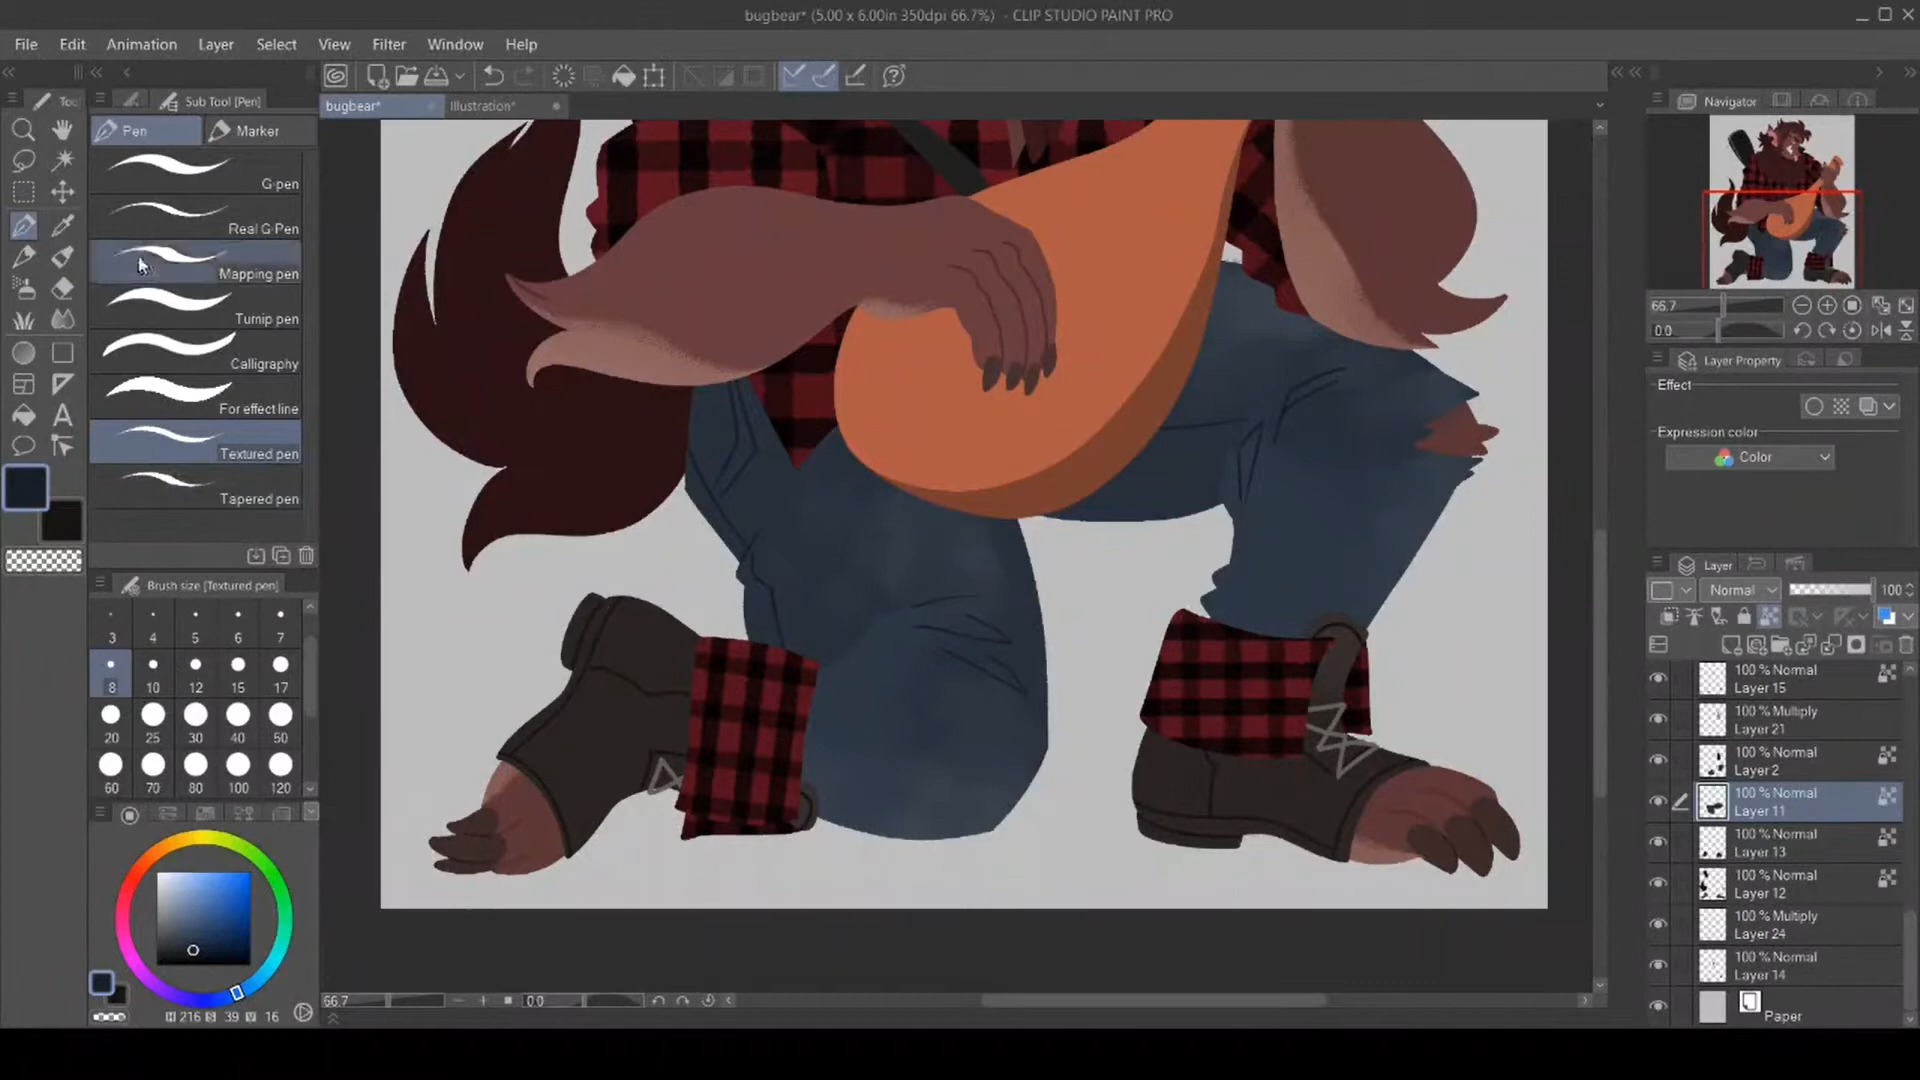 bugbear* (5.00 x 6.00in 350dpi 66.7%) - CLIP STUDIO PAINT PRO
File Edit Animation Layer Select View Filter Window Help
Sub Tool [Pen]
bugbear* Illustration*
Navigator
Pen Marker
G-pen
Real G-Pen
Mapping pen
Turnip pen
Calligraphy
For effect line
Textured pen
Tapered pen
66.7
0.0
Layer Property
Effect
Expression color
Color
Brush size [Textured pen]
3 4 5 6 7
8 10 12 15 17
20 25 30 40 50
60 70 80 100 120
H 216 S 39 V 16
66.7 0.0
Layer
Normal 100
100 % Normal
Layer 15
100 % Multiply
Layer 21
100 % Normal
Layer 2
100 % Normal
Layer 11
100 % Normal
Layer 13
100 % Normal
Layer 12
100 % Multiply
Layer 24
100 % Normal
Layer 14
Paper